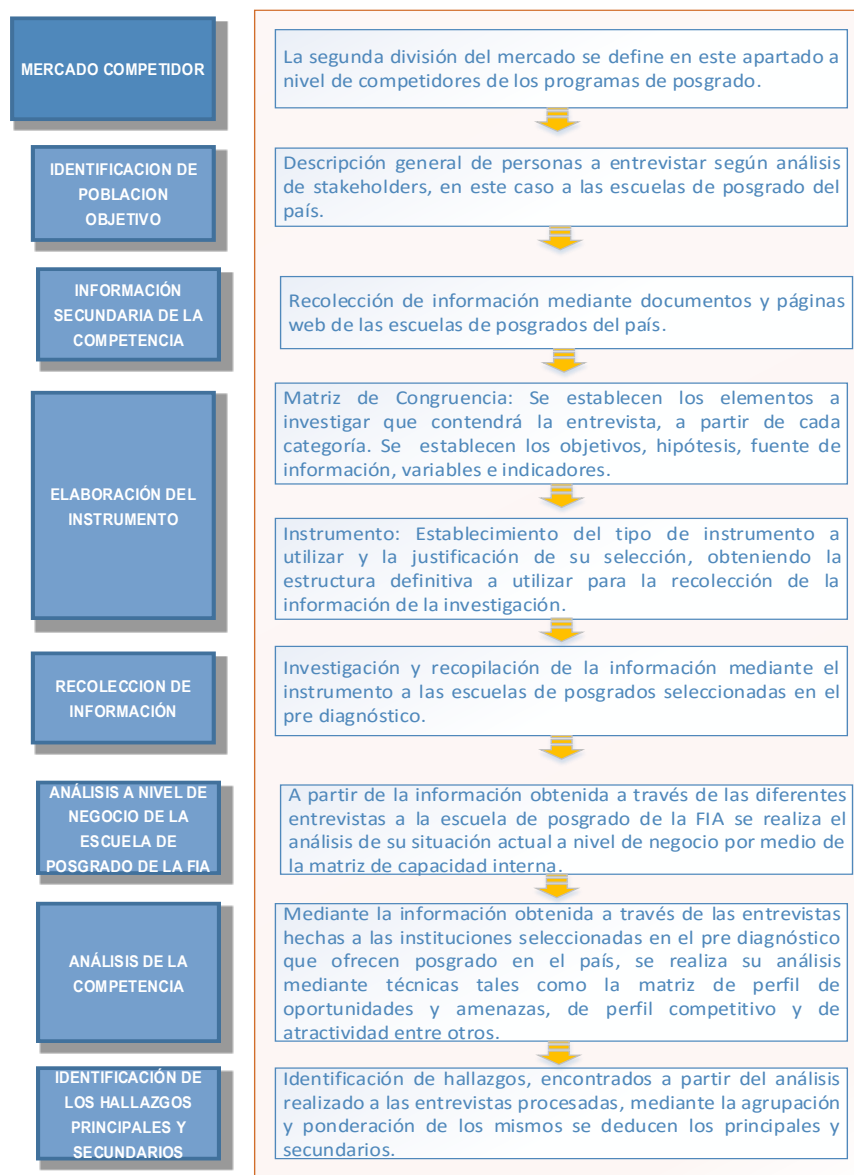 MERCADO COMPETIDOR
La segunda división del mercado se define en este apartado a
nivel de competidores de los programas de posgrado.
IDENTIFICACION DE
POBLACION
OBJETIVO
Descripción general de personas a entrevistar según análisis
de stakeholders, en este caso a las escuelas de posgrado del
país.
INFORMACIÓN
SECUNDARIA DE LA
COMPETENCIA
Recolección de información mediante documentos y páginas
web de las escuelas de posgrados del país.
ELABORACIÓN DEL
INSTRUMENTO
Matriz de Congruencia: Se establecen los elementos a
investigar que contendrá la entrevista, a partir de cada
categoría. Se establecen los objetivos, hipótesis, fuente de
información, variables e indicadores.
Instrumento: Establecimiento del tipo de instrumento a
utilizar y la justificación de su selección, obteniendo la
estructura definitiva a utilizar para la recolección de la
información de la investigación.
RECOLECCION DE
INFORMACIÓN
Investigación y recopilación de la información mediante el
instrumento a las escuelas de posgrados seleccionadas en el
pre diagnóstico.
ANÁLISIS A NIVEL DE
NEGOCIO DE LA
ESCUELA DE
POSGRADO DE LA FIA
A partir de la información obtenida a través de las diferentes
entrevistas a la escuela de posgrado de la FIA se realiza el
análisis de su situación actual a nivel de negocio por medio de
la matriz de capacidad interna.
ANÁLISIS DE LA
COMPETENCIA
Mediante la información obtenida a través de las entrevistas
hechas a las instituciones seleccionadas en el pre diagnóstico
que ofrecen posgrado en el país, se realiza su análisis
mediante técnicas tales como la matriz de perfil de
oportunidades y amenazas, de perfil competitivo y de
atractividad entre otros.
IDENTIFICACIÓN DE
LOS HALLAZGOS
PRINCIPALES Y
SECUNDARIOS
Identificación de hallazgos, encontrados a partir del análisis
realizado a las entrevistas procesadas, mediante la agrupación
y ponderación de los mismos se deducen los principales y
secundarios.